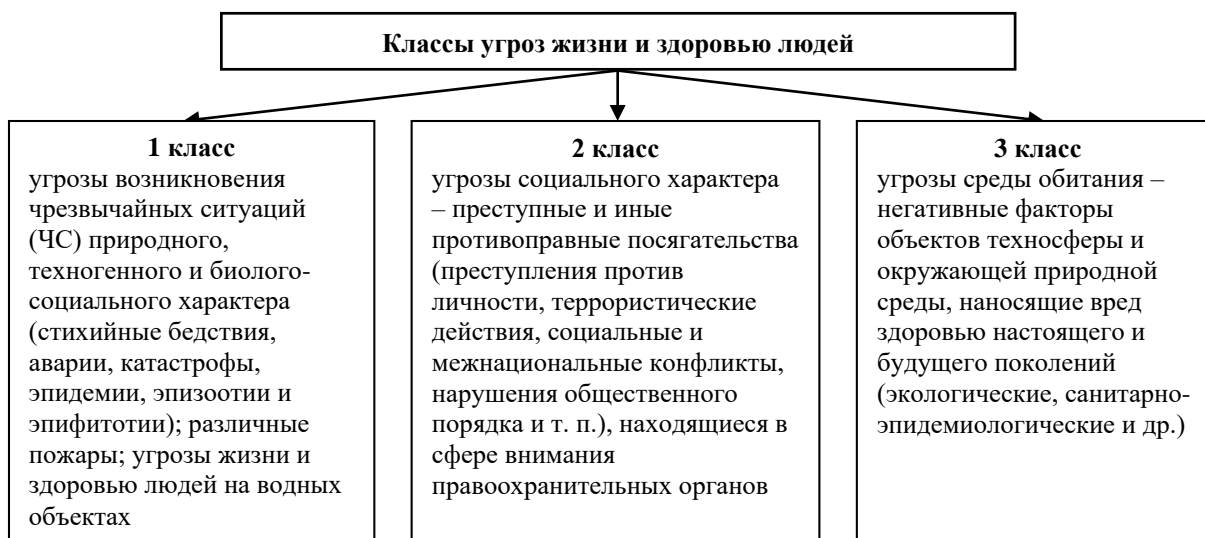 Классы угроз жизни и здоровью людей
1 класс
угрозы возникновения
чрезвычайных ситуаций
(ЧС) природного,
техногенного и биолого-
социального характера
(стихийные бедствия,
аварии, катастрофы,
эпидемии, эпизоотии и
эпифитотии); различные
пожары; угрозы жизни и
здоровью людей на водных
объектах
2 класс
угрозы социального характера
– преступные и иные
противоправные посягательства
(преступления против
личности, террористические
действия, социальные и
межнациональные конфликты,
нарушения общественного
порядка и т. п.), находящиеся в
сфере внимания
правоохранительных органов
3 класс
угрозы среды обитания –
негативные факторы
объектов техносферы и
окружающей природной
среды, наносящие вред
здоровью настоящего и
будущего поколений
(экологические, санитарно-
эпидемиологические и др.)